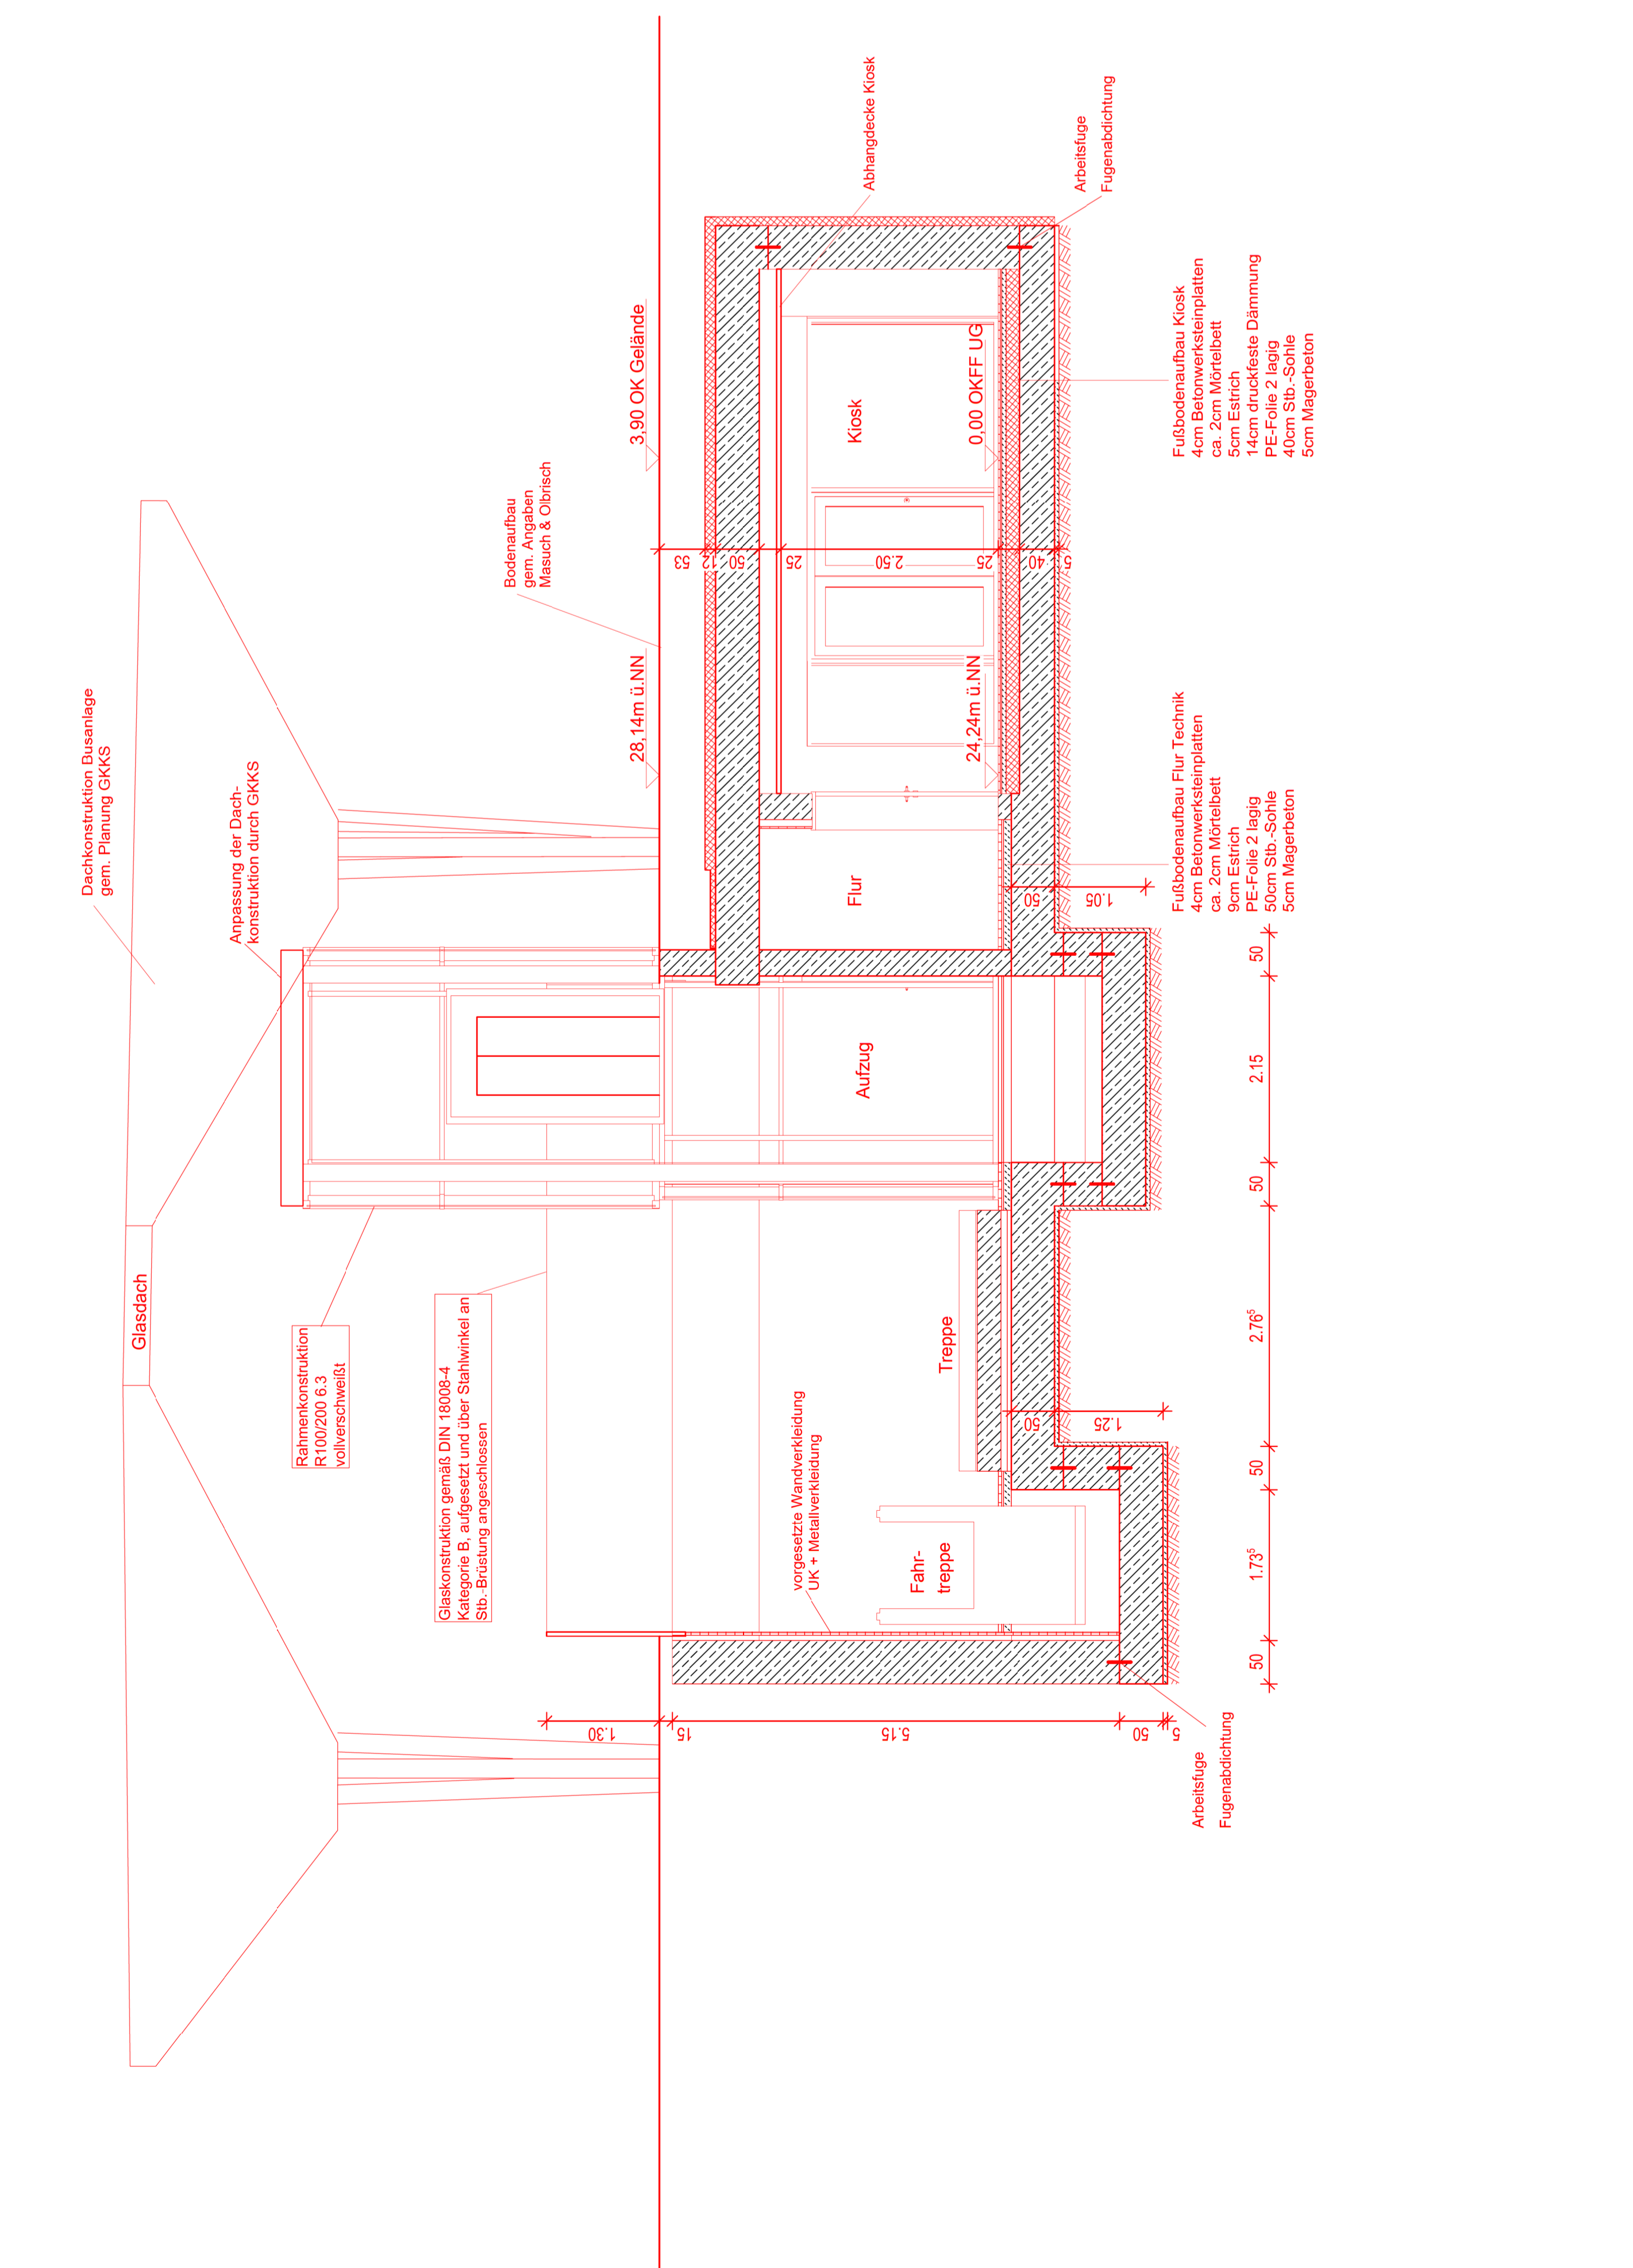 Dachkonstruktion Busanlage
gem. Planung GKKS
Anpassung der Dach-
konstruktion durch GKKS
Glasdach
Rahmenkonstruktion
R100/200 6.3
vollverschweißt
Glaskonstruktion gemäß DIN 18008-4
Kategorie B, aufgesetzt und über Stahlwinkel an
Stb.-Brüstung angeschlossen
Bodenaufbau
gem. Angaben
Masuch & Olbrisch
28,14m ü.NN
3,90 OK Gelände
Abhangdecke Kiosk
Arbeitsfuge
Fugenabdichtung
vorgesetzte Wandverkleidung
UK + Metallverkleidung
Fahr-
treppe
Treppe
Aufzug
Flur
Kiosk
24,24m ü.NN
0,00 OKFF UG
53
12
50
25
2.50
25
40
5
1.30
15
5.15
50
5
50
1.25
50
1.05
Arbeitsfuge
Fugenabdichtung
Fußbodenaufbau Flur Technik
4cm Betonwerksteinplatten
ca. 2cm Mörtelbett
9cm Estrich
PE-Folie 2 lagig
50cm Stb.-Sohle
5cm Magerbeton
Fußbodenaufbau Kiosk
4cm Betonwerksteinplatten
ca. 2cm Mörtelbett
5cm Estrich
14cm druckfeste Dämmung
PE-Folie 2 lagig
40cm Stb.-Sohle
5cm Magerbeton
50
1.73⁵
50
2.76⁵
50
2.15
50